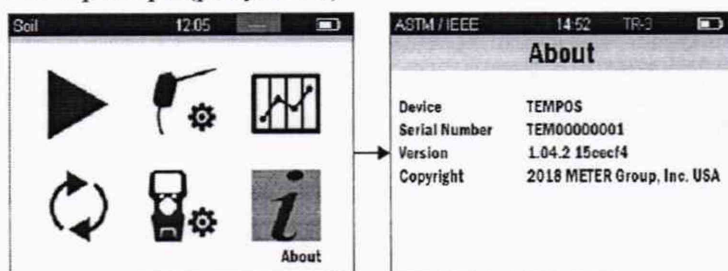 Soil 12:05
About
ASTM / IEEE 14:52 TR-3
About
Device TEMPOS
Serial Number TEM00000001
Version 1.04.2 15cecf4
Copyright 2018 METER Group, Inc. USA